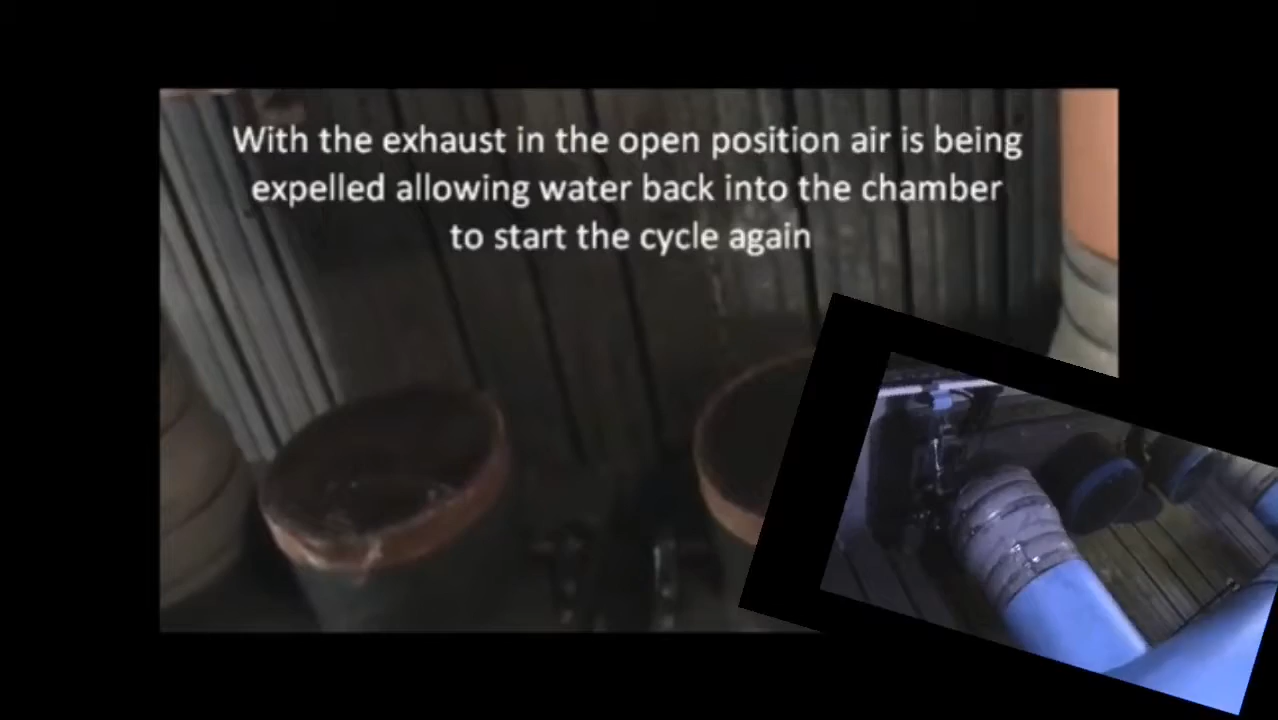 With the exhaust in the open position air is being
expelled allowing water back into the chamber
to start the cycle again